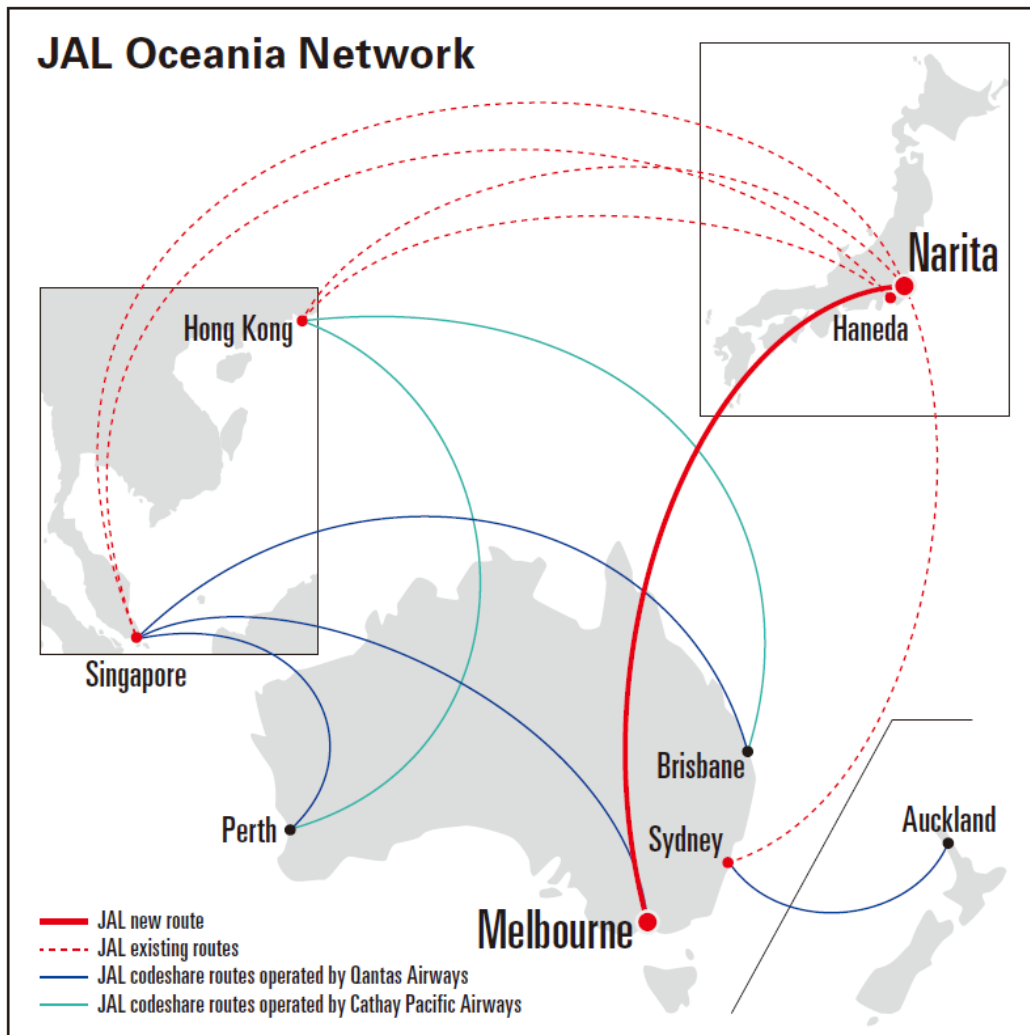 JAL Oceania Network
Narita
Haneda
Hong Kong
Singapore
Brisbane
Perth
Sydney
Auckland
Melbourne
JAL new route
JAL existing routes
JAL codeshare routes operated by Qantas Airways
JAL codeshare routes operated by Cathay Pacific Airways